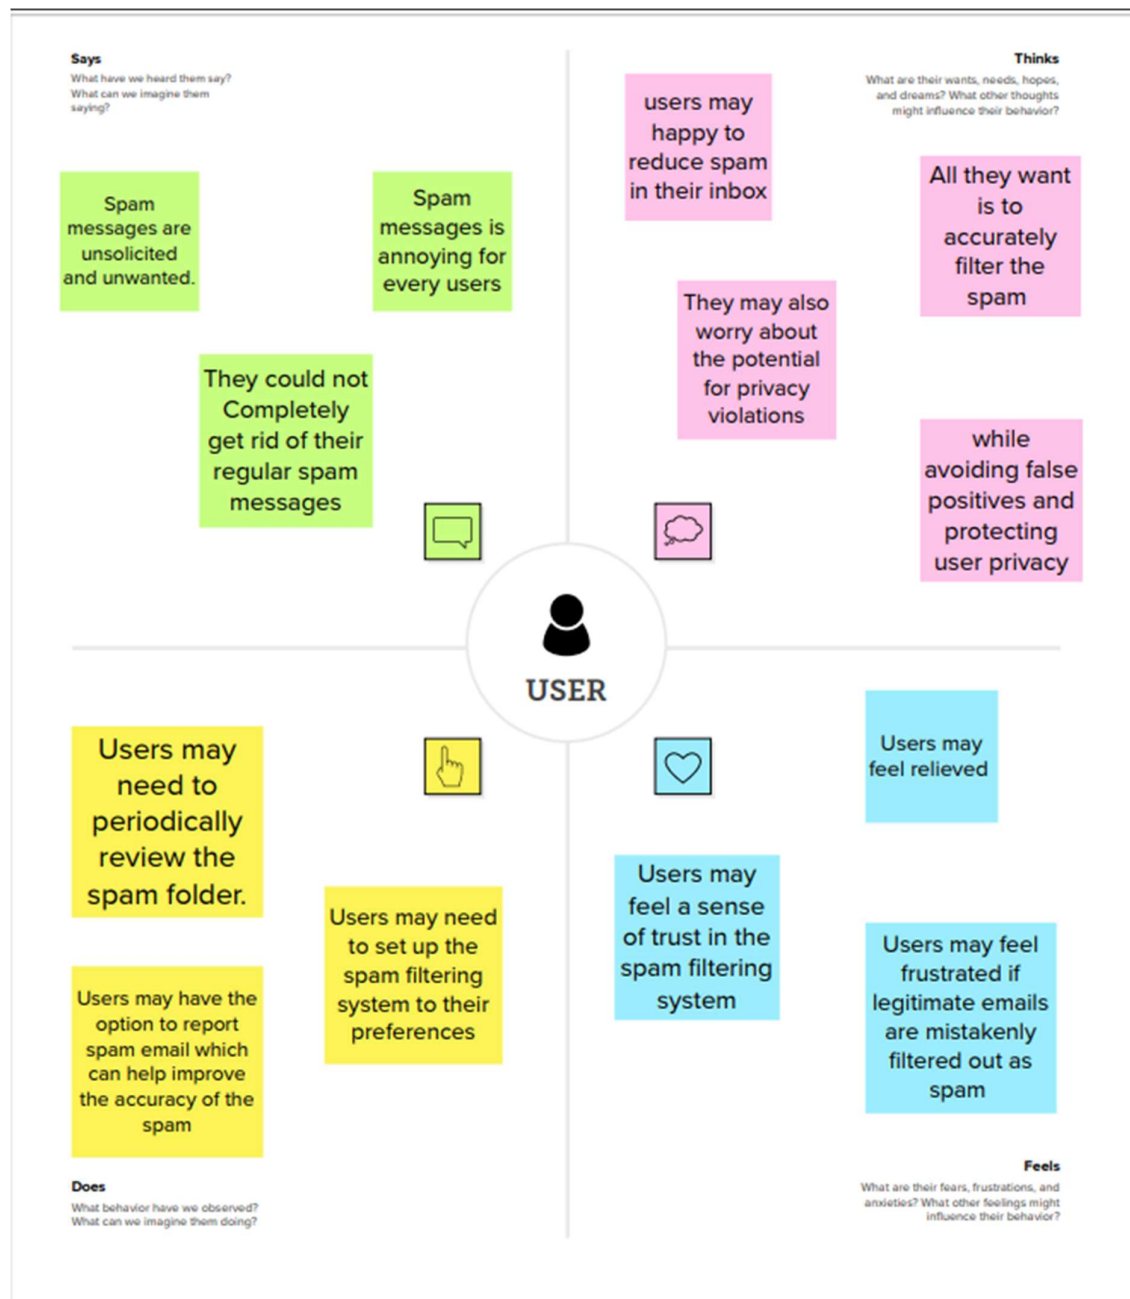 Says
What have we heard them say?
What can we imagine them
saying?
Spam
messages are
unsolicited
and unwanted.
Spam
messages is
annoying for
every users
They could not
Completely
get rid of their
regular spam
messages
Thinks
What are their wants, needs, hopes,
and dreams? What other thoughts
might influence their behavior?
users may
happy to
reduce spam
in their inbox
All they want
is to
accurately
filter the
spam
They may also
worry about
the potential
for privacy
violations
while
avoiding false
positives and
protecting
user privacy
USER
Users may
need to
periodically
review the
spam folder.
Users may need
to set up the
spam filtering
system to their
preferences
Users may have the
option to report
spam email which
can help improve
the accuracy of the
spam
Does
What behavior have we observed?
What can we imagine them doing?
Users may
feel relieved
Users may
feel a sense
of trust in the
spam filtering
system
Users may feel
frustrated if
legitimate emails
are mistakenly
filtered out as
spam
Feels
What are their fears, frustrations, and
anxieties? What other feelings might
influence their behavior?